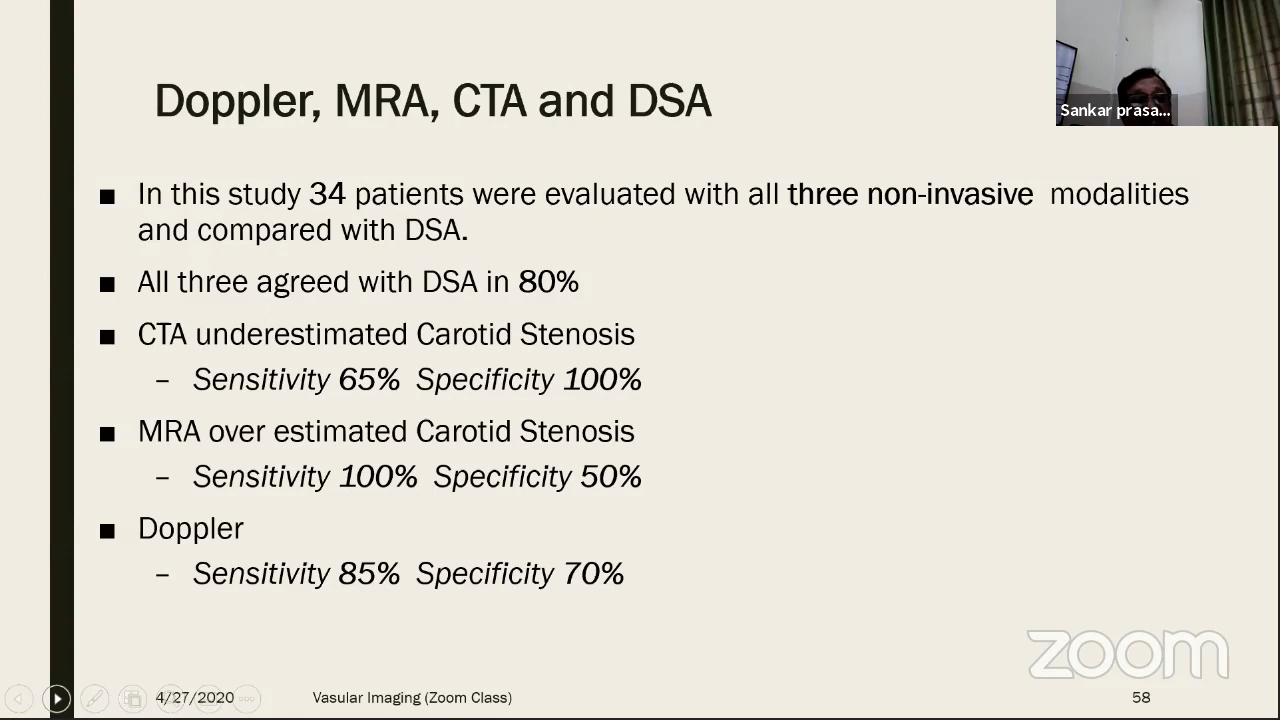 Doppler, MRA, CTA and DSA
Sankar prasa...
■ In this study 34 patients were evaluated with all three non-invasive modalities
and compared with DSA.
■ All three agreed with DSA in 80%
■ CTA underestimated Carotid Stenosis
– Sensitivity 65% Specificity 100%
■ MRA over estimated Carotid Stenosis
– Sensitivity 100% Specificity 50%
■ Doppler
– Sensitivity 85% Specificity 70%
zoom
4/27/2020 Vasular Imaging (Zoom Class) 58